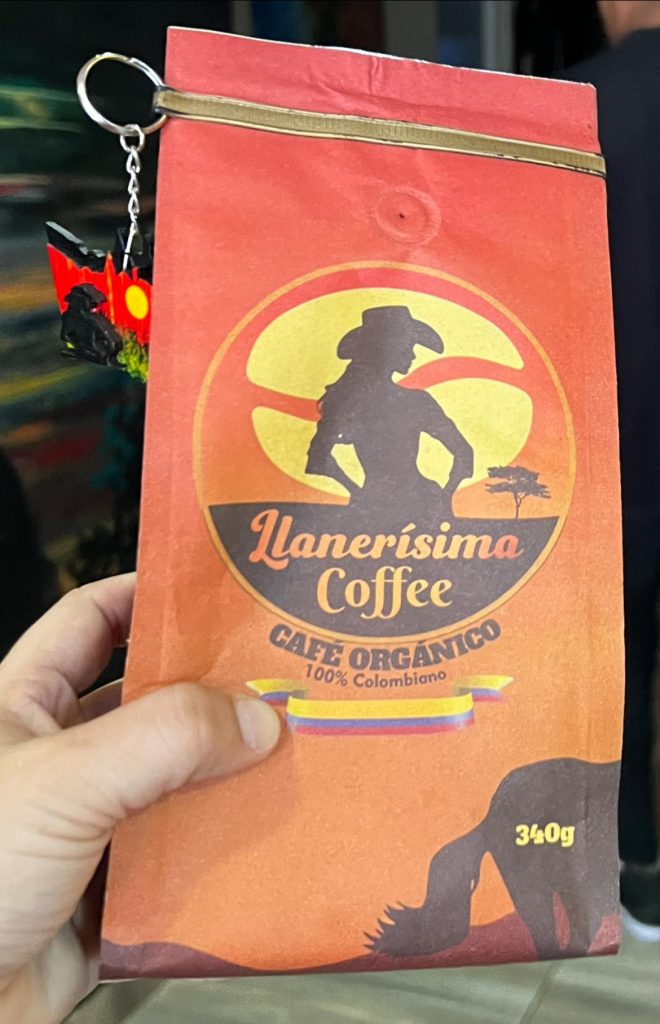 Llanerísima
Coffee
CAFÉ ORGÁNICO
100% Colombiano
340g